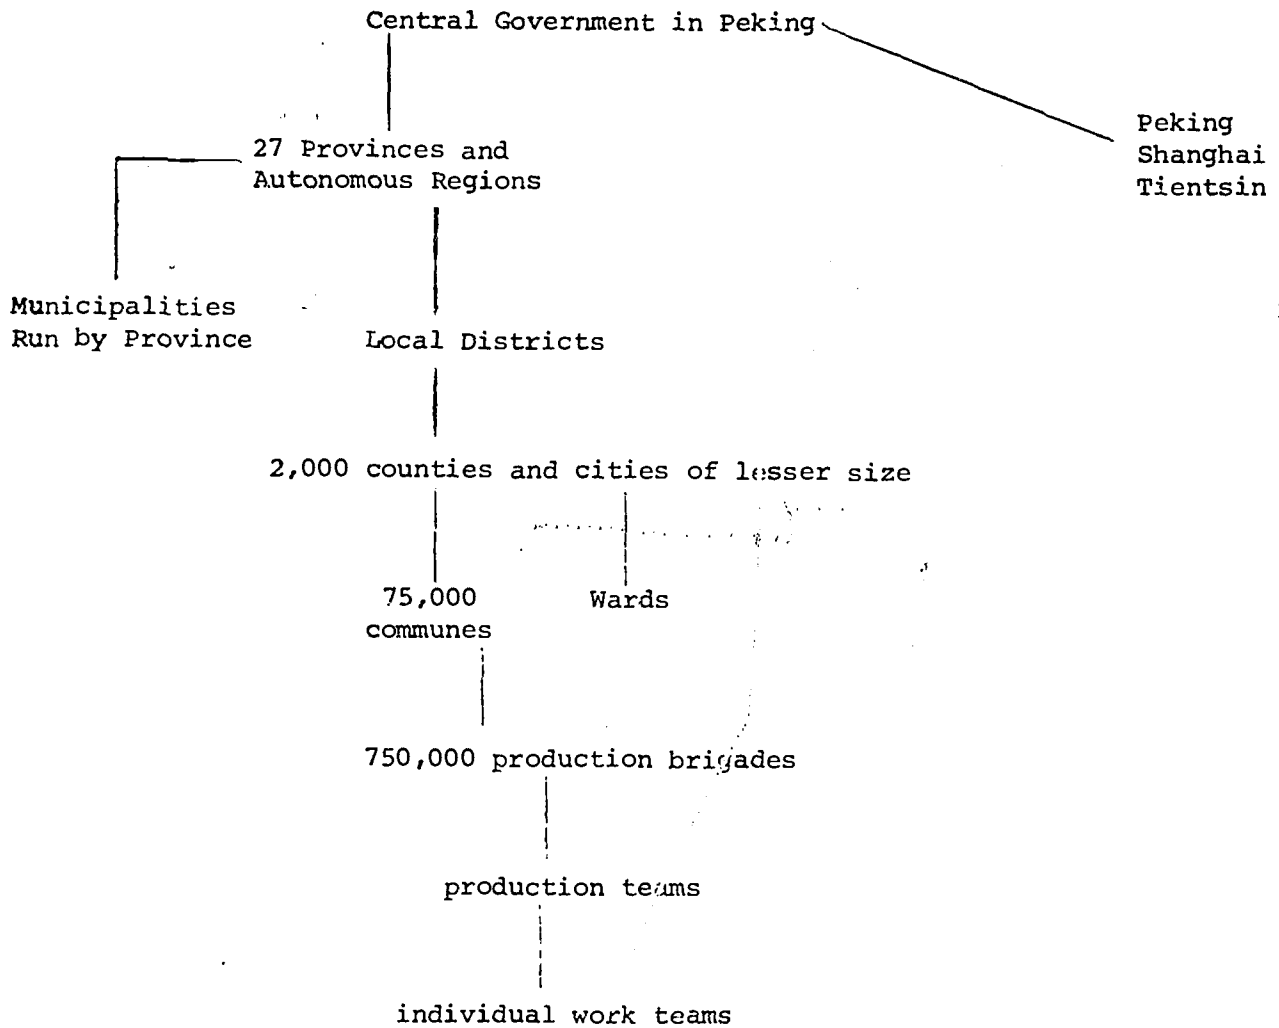 Central Government in Peking
Peking
Shanghai
Tientsin
27 Provinces and
Autonomous Regions
Municipalities
Run by Province
Local Districts
2,000 counties and cities of lesser size
75,000
communes
Wards
750,000 production brigades
production teams
individual work teams